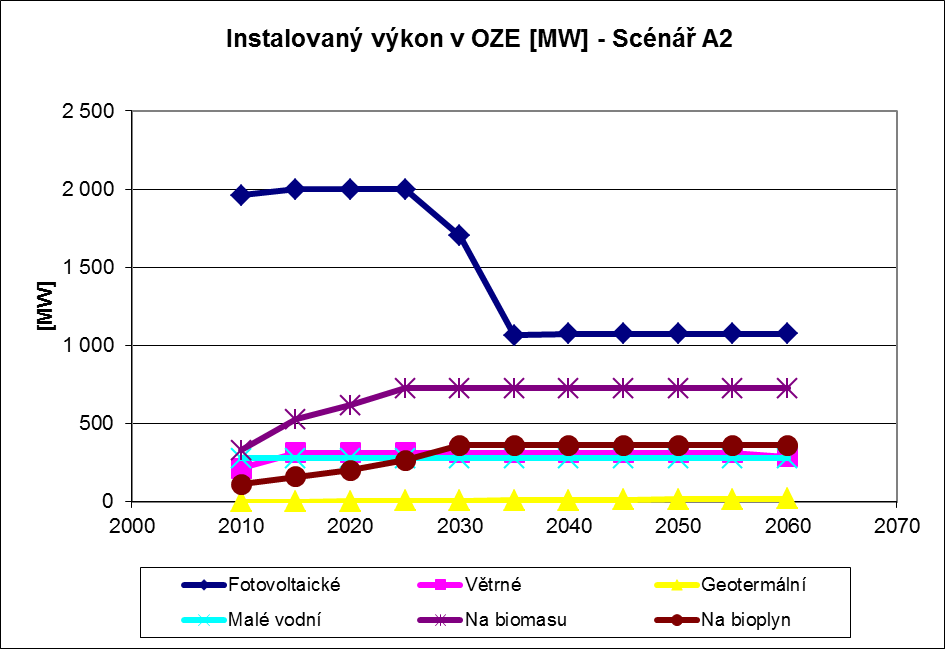 Instalovaný výkon v OZE [MW] - Scénář A2
2 500
2 000
1 500
1 000
500
0
[MW]
2000 2010 2020 2030 2040 2050 2060 2070
Fotovoltaické Větrné Geotermální
Malé vodní Na biomasu Na bioplyn